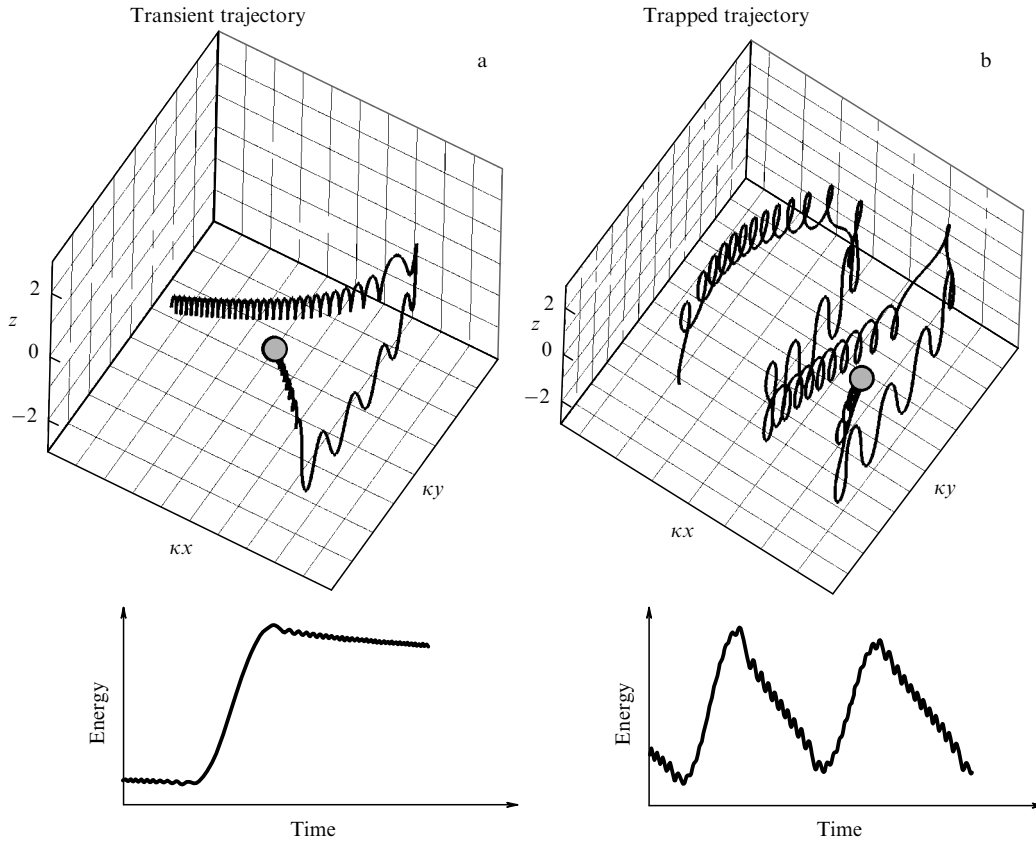 Transient trajectory
Trapped trajectory
a
b
2
z
0
−2
κx
κy
2
z
0
−2
κx
κy
Energy
Time
Energy
Time